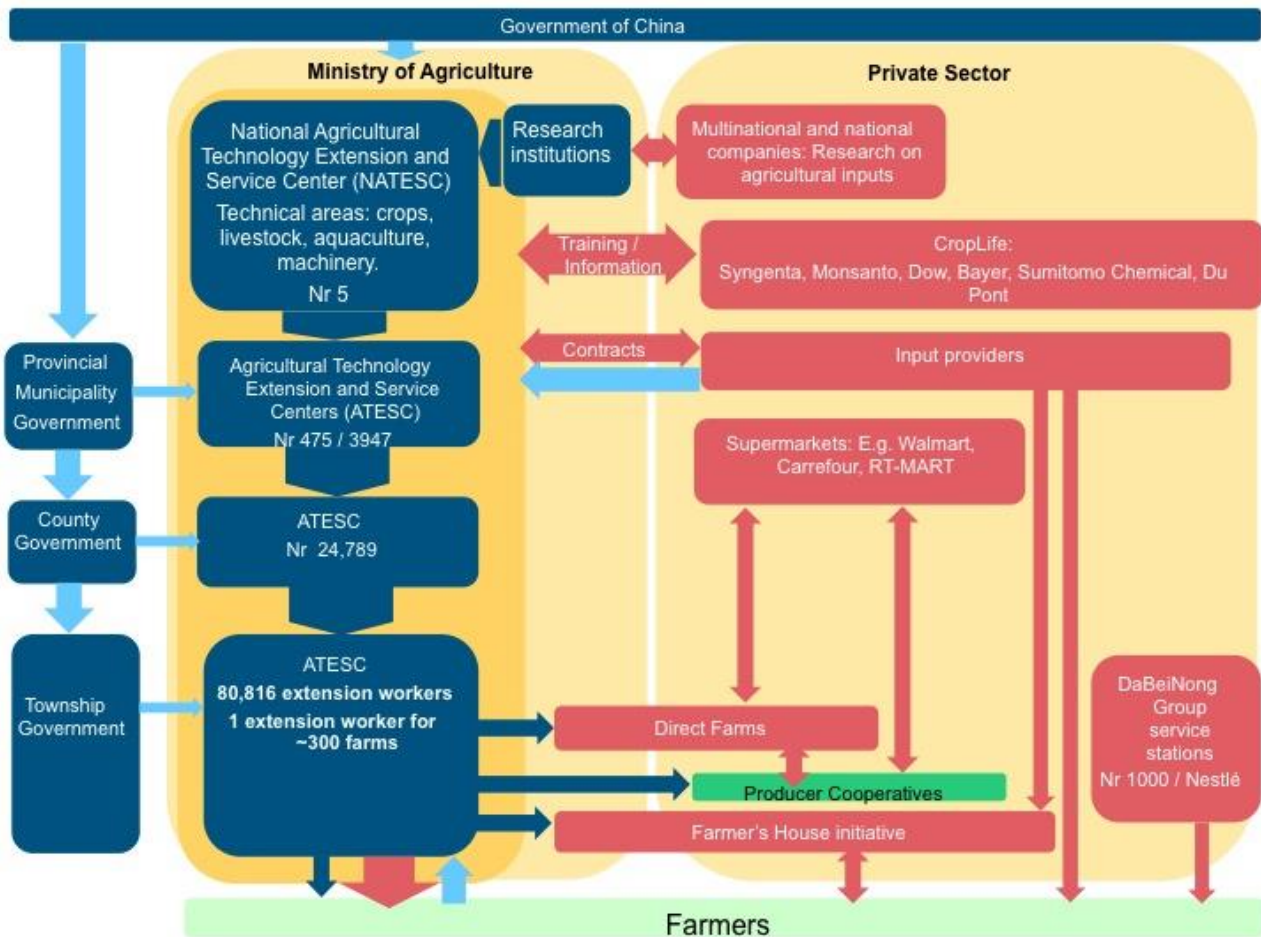 Government of China
Ministry of Agriculture
Private Sector
National Agricultural
Technology Extension and
Service Center (NATESC)
Technical areas: crops,
livestock, aquaculture,
machinery.
Nr 5
Research
institutions
Multinational and national
companies: Research on
agricultural inputs
Training /
Information
CropLife:
Syngenta, Monsanto, Dow, Bayer, Sumitomo Chemical, Du
Pont
Provincial
Municipality
Government
Agricultural Technology
Extension and Service
Centers (ATESC)
Nr 475 / 3947
Contracts
Input providers
Supermarkets: E.g. Walmart,
Carrefour, RT-MART
County
Government
ATESC
Nr 24,789
Township
Government
ATESC
80,816 extension workers
1 extension worker for
~300 farms
Direct Farms
Producer Cooperatives
Farmer's House initiative
DaBeiNong
Group
service
stations
Nr 1000 / Nestlé
Farmers